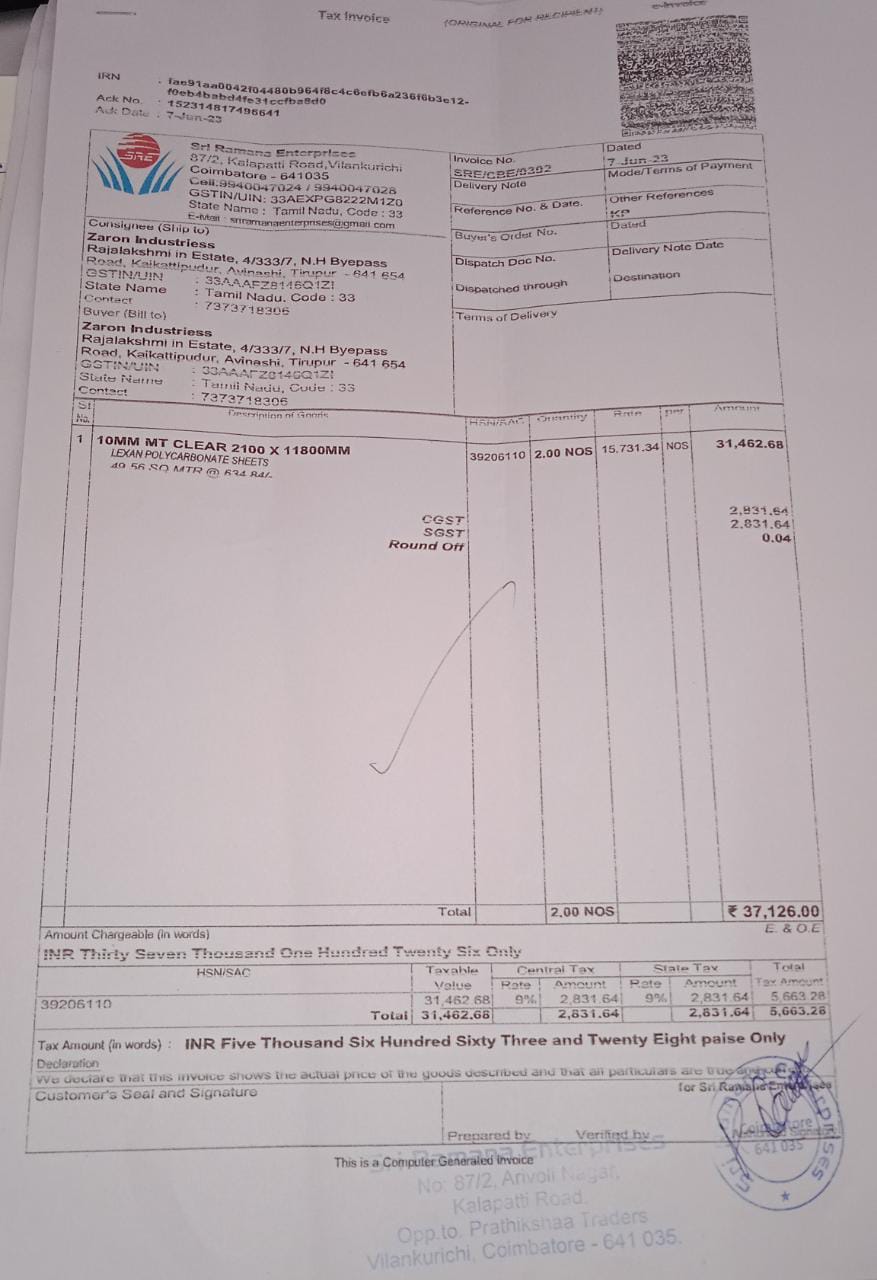 Tax Invoice
(ORIGINAL FOR RECIPIENT)
e-Invoice
IRN : fae91aa0042f04480b964f8c4c6efb6a236f6b3e12-
f0eb4babd4fe31ccfba8d0
Ack No. : 152314817496641
Ack Date : 7-Jun-23
SRE
Sri Ramana Enterprises
87/2, Kalapatti Road,Vilankurichi
Coimbatore - 641035
Cell:9940047024 / 9940047028
GSTIN/UIN: 33AEXPG8222M1Z0
State Name : Tamil Nadu, Code : 33
E-Mail : sriramanaenterprises@gmail.com
Invoice No.
SRE/CBE/0302
Dated
7-Jun-23
Delivery Note
Mode/Terms of Payment
Reference No. & Date.
Other References
KP
Buyer's Order No.
Dated
Dispatch Doc No.
Delivery Note Date
Dispatched through
Destination
Terms of Delivery
Consignee (Ship to)
Zaron Industriess
Rajalakshmi in Estate, 4/333/7, N.H Byepass
Road, Kaikattipudur, Avinashi, Tirupur - 641 654
GSTIN/UIN : 33AAAFZ8146Q1ZI
State Name : Tamil Nadu, Code : 33
Contact : 7373718306
Buyer (Bill to)
Zaron Industriess
Rajalakshmi in Estate, 4/333/7, N.H Byepass
Road, Kaikattipudur, Avinashi, Tirupur - 641 654
GSTIN/UIN : 33AAAFZ8146Q1ZI
State Name : Tamil Nadu, Code : 33
Contact : 7373718306
Sl No. Description of Goods HSN/SAC Quantity Rate per Amount
1 10MM MT CLEAR 2100 X 11800MM 39206110 2.00 NOS 15,731.34 NOS 31,462.68
LEXAN POLYCARBONATE SHEETS
49.56 SQ MTR @ 634.84/-
CGST 2,831.64
SGST 2,831.64
Round Off 0.04
Total 2.00 NOS ₹ 37,126.00
Amount Chargeable (in words) E. & O.E
INR Thirty Seven Thousand One Hundred Twenty Six Only
HSN/SAC Taxable Value Central Tax State Tax Total Tax Amount
Rate Amount Rate Amount
39206110 31,462.68 9% 2,831.64 9% 2,831.64 5,663.28
Total 31,462.68 2,831.64 2,831.64 5,663.28
Tax Amount (in words) : INR Five Thousand Six Hundred Sixty Three and Twenty Eight paise Only
Declaration
We declare that this invoice shows the actual price of the goods described and that all particulars are true and
Customer's Seal and Signature
for Sri Ramana Enterprises
Prepared by Verified by
Coimbatore
641 035
This is a Computer Generated Invoice
Sri Ramana Enterprises
No: 87/2, Anvoli Nagar,
Kalapatti Road.
Opp.to. Prathikshaa Traders
Vilankurichi, Coimbatore - 641 035.